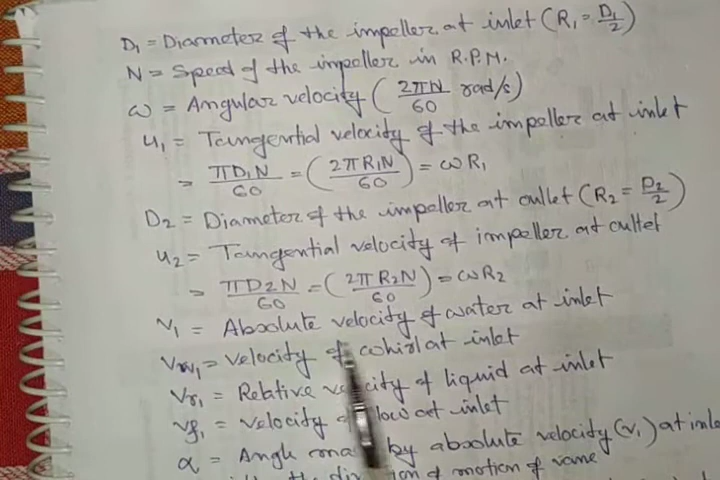 D₁ = Diameter of the impeller at inlet (R₁ = D₁/2)
N = Speed of the impeller in R.P.M.
ω = Angular velocity (2πN/60 rad/s)
u₁ = Tangential velocity of the impeller at inlet
= πD₁N/60 = (2πR₁N/60) = ωR₁
D₂ = Diameter of the impeller at outlet (R₂ = D₂/2)
u₂ = Tangential velocity of impeller at outlet
= πD₂N/60 = (2πR₂N/60) = ωR₂
V₁ = Absolute velocity of water at inlet
Vw₁ = velocity of whirl at inlet
Vr₁ = Relative velocity of liquid at inlet
Vf₁ = velocity flow at inlet
α = Angle by absolute velocity (V₁) at
the of motion of vane